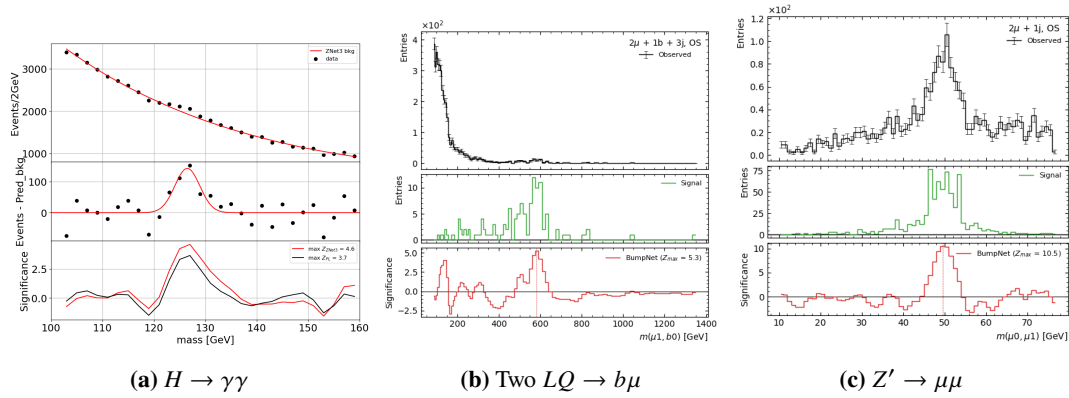 Events/2GeV
3000
2000
1000
ZNet3 bkg
data
Events - Pred_bkg
100
0
Significance
2.5
0.0
max Z_ZNet3 = 4.6
max Z_PL = 3.7
100 110 120 130 140 150 160
mass [GeV]
(a) H → γγ
×10²
Entries
4
3
2
1
0
2μ + 1b + 3j, OS
Observed
Entries
10
5
0
Signal
Significance
5.0
2.5
0.0
−2.5
BumpNet (Z_max = 5.3)
200 400 600 800 1000 1200 1400
m(μ1, b0)
(b) Two LQ → bμ
×10²
Entries
1.2
1.0
0.8
0.6
0.4
0.2
0.0
2μ + 1j, OS
Observed
Entries
75
50
25
0
Signal
Significance
10
5
0
BumpNet (Z_max = 10.5)
10 20 30 40 50 60 70
m(μ0, μ1) [GeV]
(c) Z′ → μμ